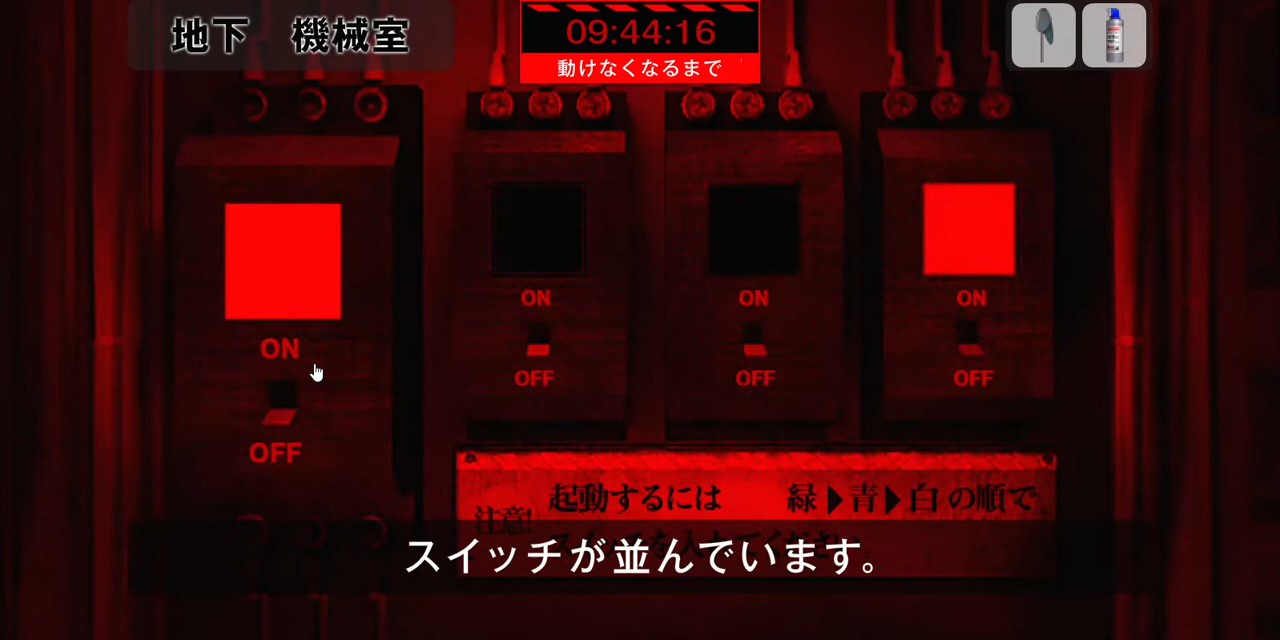 地下 機械室
09:44:16
動けなくなるまで
ON
OFF
ON
OFF
ON
OFF
ON
OFF
注意!
起動するには 緑▶青▶白の順で
スイッチが並んでいます。